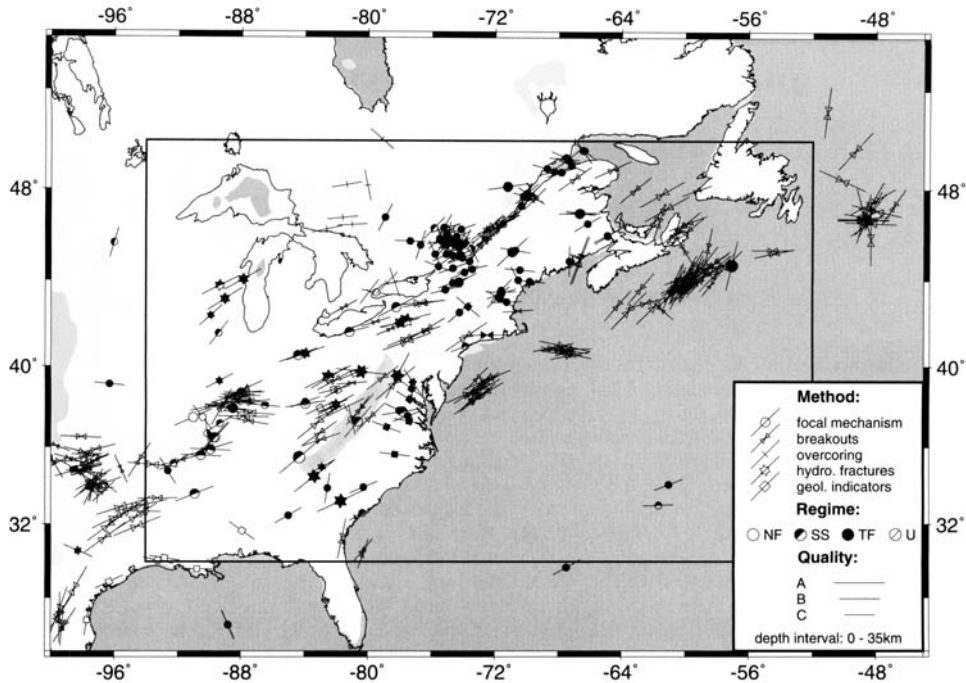 -96° -88° -80° -72° -64° -56° -48°
48° 48°
40° 40°
32° 32°
Method:
focal mechanism
breakouts
overcoring
hydro. fractures
geol. indicators
Regime:
NF SS TF U
Quality:
A
B
C
depth interval: 0 - 35km
-96° -88° -80° -72° -64° -56° -48°